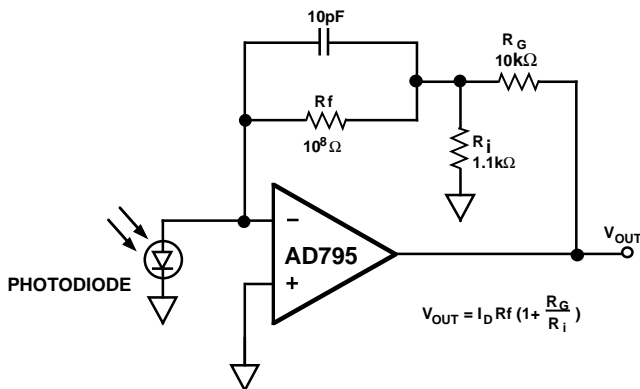 10pF
R G
10kΩ
Rf
10⁸Ω
R i
1.1kΩ
−
AD795
+
PHOTODIODE
V OUT
V OUT = I D Rf (1+ R G / R i )